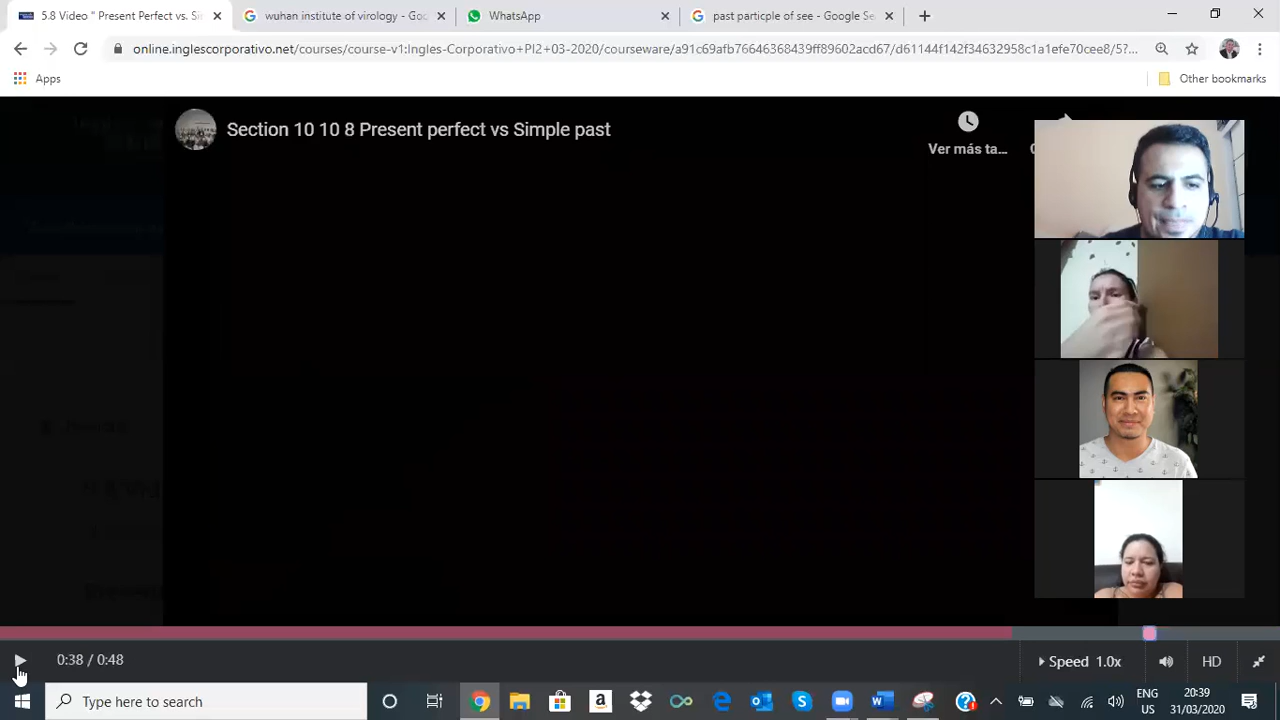 5.8 Video " Present Perfect vs. Si
wuhan institute of virology - Go
WhatsApp
past particple of see - Google Se
online.inglescorporativo.net/courses/course-v1:Ingles-Corporativo+PI2+03-2020/courseware/a91c69afb76b46368439ff89602acd67/d61144f142f34632958c1a1efe70cee8/5?...
Apps
Other bookmarks
Section 10 10 8 Present perfect vs Simple past
Ver más ta...
0:38 / 0:48
Speed 1.0x
HD
Type here to search
ENG
US
20:39
31/03/2020